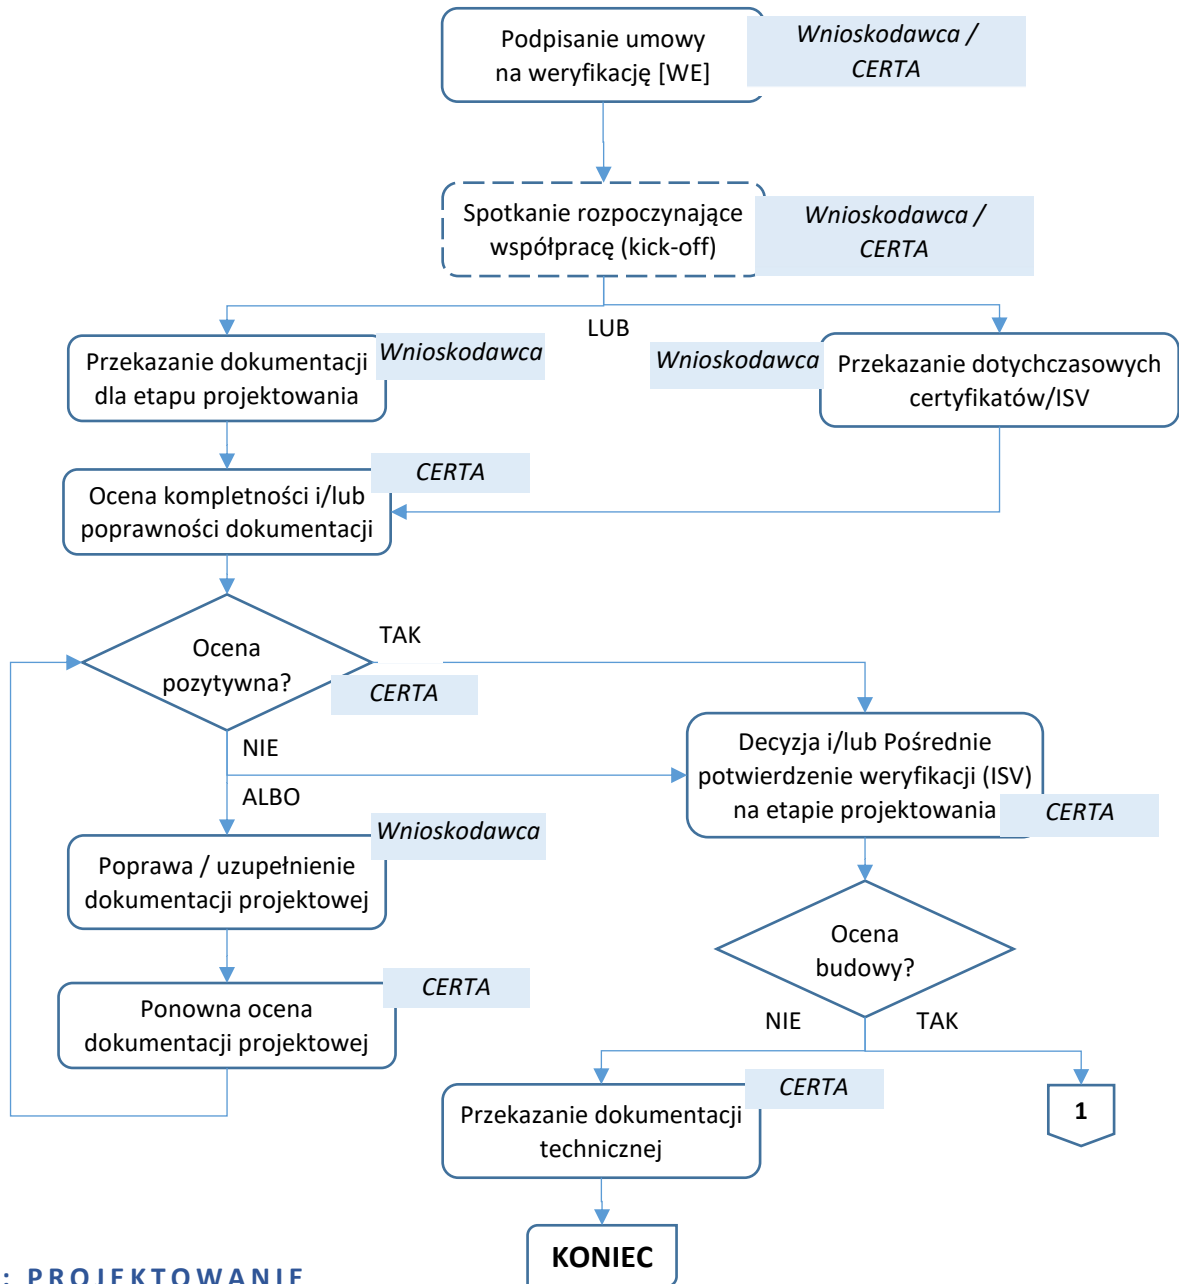 Podpisanie umowy
na weryfikację [WE]
Wnioskodawca /
CERTA
Spotkanie rozpoczynające
współpracę (kick-off)
Wnioskodawca /
CERTA
LUB
Przekazanie dokumentacji
dla etapu projektowania
Wnioskodawca
Wnioskodawca
Przekazanie dotychczasowych
certyfikatów/ISV
CERTA
Ocena kompletności i/lub
poprawności dokumentacji
Ocena
pozytywna?
TAK
CERTA
NIE
ALBO
Decyzja i/lub Pośrednie
potwierdzenie weryfikacji (ISV)
na etapie projektowania
CERTA
Wnioskodawca
Poprawa / uzupełnienie
dokumentacji projektowej
Ocena
budowy?
CERTA
Ponowna ocena
dokumentacji projektowej
NIE
TAK
CERTA
Przekazanie dokumentacji
technicznej
1
KONIEC
: PROJEKTOWANIE